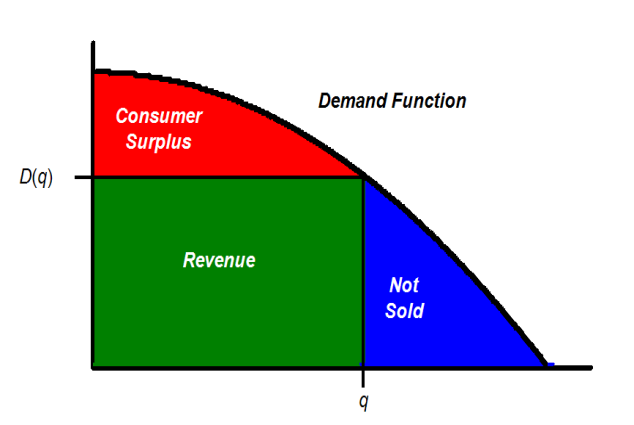 Demand Function
Consumer
Surplus
D(q)
Revenue
Not
Sold
q